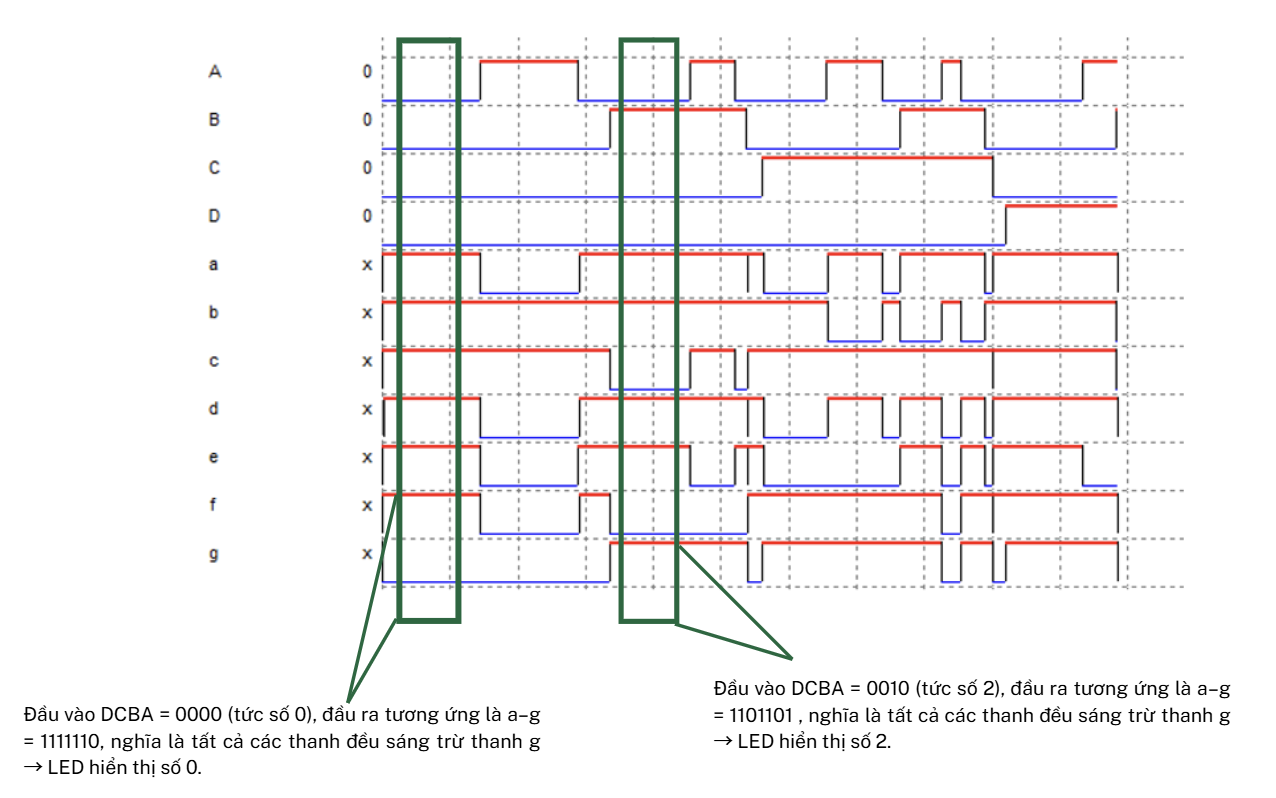 A 0
B 0
C 0
D 0
a x
b x
c x
d x
e x
f x
g x
Đầu vào DCBA = 0000 (tức số 0), đầu ra tương ứng là a–g
= 1111110, nghĩa là tất cả các thanh đều sáng trừ thanh g
→ LED hiển thị số 0.
Đầu vào DCBA = 0010 (tức số 2), đầu ra tương ứng là a–g
= 1101101 , nghĩa là tất cả các thanh đều sáng trừ thanh g
→ LED hiển thị số 2.